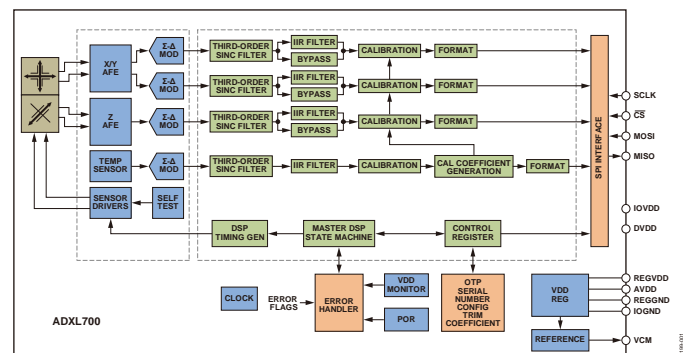 X/Y
AFE
Σ-Δ
MOD
Σ-Δ
MOD
Z
AFE
Σ-Δ
MOD
TEMP
SENSOR
Σ-Δ
MOD
SENSOR
DRIVERS
SELF
TEST
THIRD-ORDER
SINC FILTER
IIR FILTER
BYPASS
CALIBRATION
FORMAT
THIRD-ORDER
SINC FILTER
IIR FILTER
BYPASS
CALIBRATION
FORMAT
THIRD-ORDER
SINC FILTER
IIR FILTER
BYPASS
CALIBRATION
FORMAT
THIRD-ORDER
SINC FILTER
IIR FILTER
CALIBRATION
CAL COEFFICIENT
GENERATION
FORMAT
DSP
TIMING GEN
MASTER DSP
STATE MACHINE
CONTROL
REGISTER
SPI INTERFACE
SCLK
CS
MOSI
MISO
IOVDD
DVDD
REGVDD
AVDD
REGGND
IOGND
VCM
CLOCK
ERROR
FLAGS
ERROR
HANDLER
VDD
MONITOR
POR
OTP
SERIAL
NUMBER
CONFIG
TRIM
COEFFICIENT
VDD
REG
REFERENCE
ADXL700